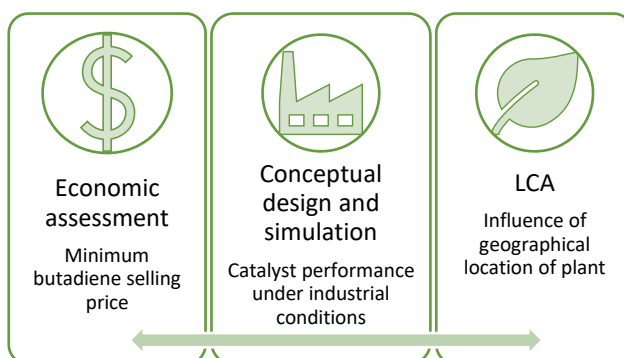 Economic
assessment
Minimum
butadiene selling
price
Conceptual
design and
simulation
Catalyst performance
under industrial
conditions
LCA
Influence of
geographical
location of plant